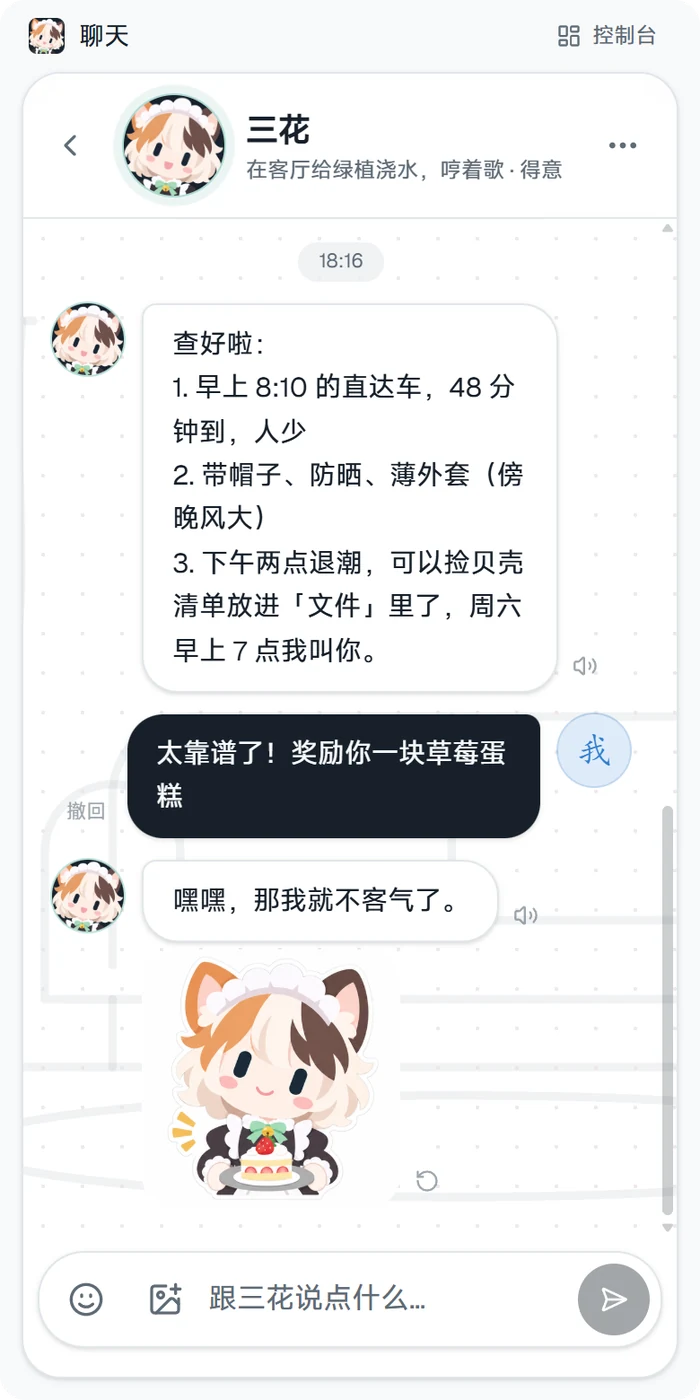 聊天
控制台
三花
在客厅给绿植浇水，哼着歌 · 得意
18:16
查好啦：
1. 早上 8:10 的直达车，48 分
钟到，人少
2. 带帽子、防晒、薄外套（傍
晚风大）
3. 下午两点退潮，可以捡贝壳
清单放进「文件」里了，周六
早上 7 点我叫你。
太靠谱了！奖励你一块草莓蛋
糕
我
撤回
嘿嘿，那我就不客气了。
跟三花说点什么…